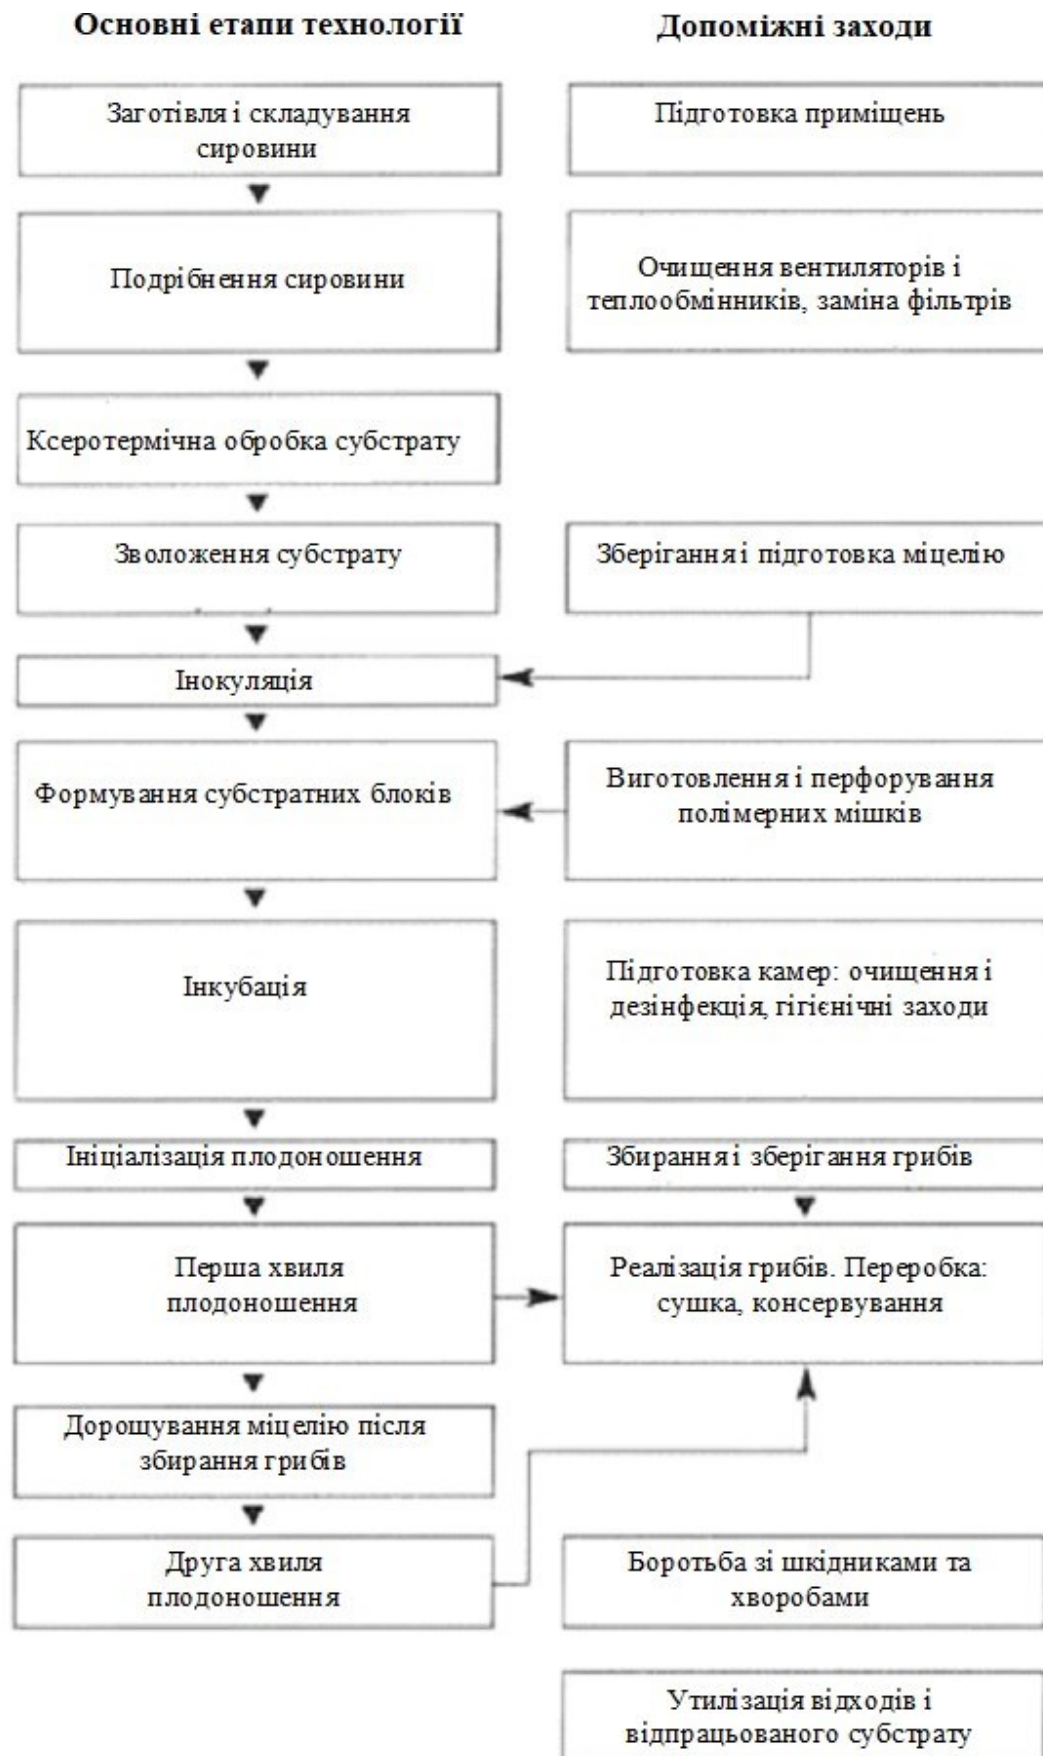 Основні етапи технології
Допоміжні заходи
Заготівля і складування
сировини
Підготовка приміщень
Подрібнення сировини
Очищення вентиляторів і
теплообмінників, заміна фільтрів
Ксеротермічна обробка субстрату
Зволоження субстрату
Зберігання і підготовка міцелію
Інокуляція
Формування субстратних блоків
Виготовлення і перфорування
полімерних мішків
Інкубація
Підготовка камер: очищення і
дезінфекція, гігієнічні заходи
Ініціалізація плодоношення
Збирання і зберігання грибів
Перша хвиля
плодоношення
Реалізація грибів. Переробка:
сушка, консервування
Дорощування міцелію після
збирання грибів
Друга хвиля
плодоношення
Боротьба зі шкідниками та
хворобами
Утилізація відходів і
відпрацьованого субстрату